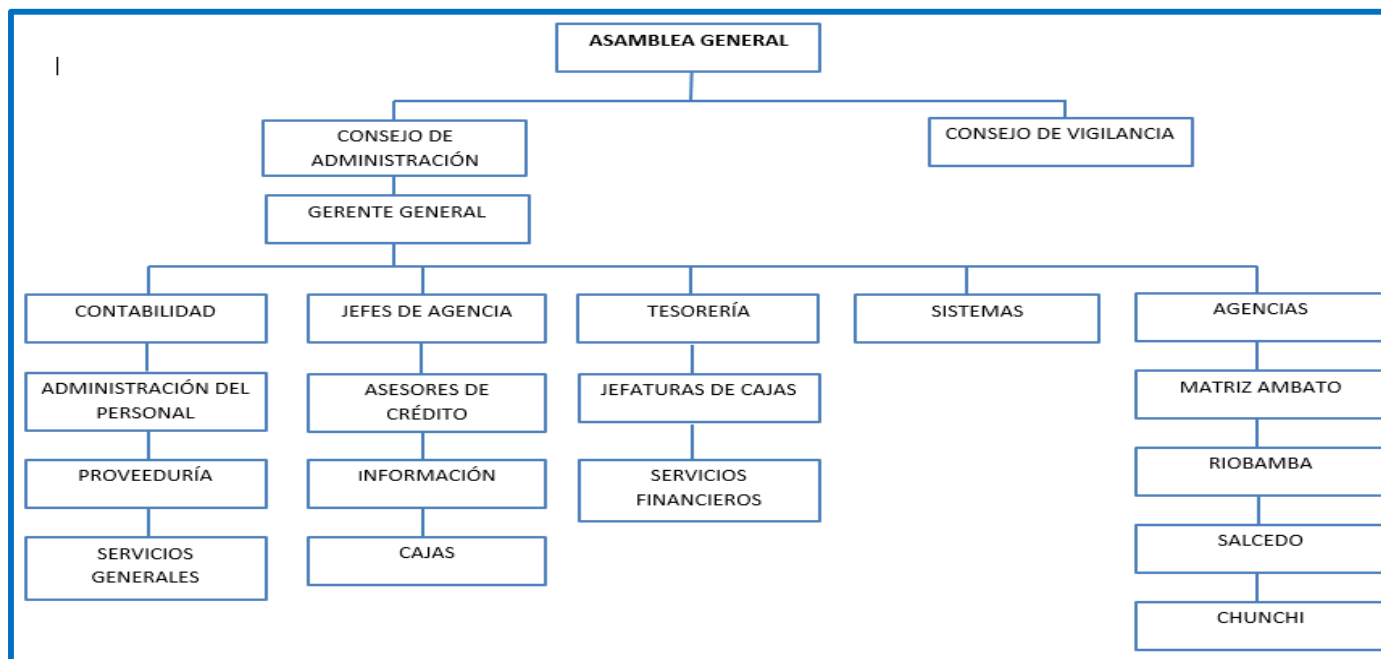 ASAMBLEA GENERAL
CONSEJO DE
ADMINISTRACIÓN
CONSEJO DE VIGILANCIA
GERENTE GENERAL
CONTABILIDAD
JEFES DE AGENCIA
TESORERÍA
SISTEMAS
AGENCIAS
ADMINISTRACIÓN DEL
PERSONAL
ASESORES DE
CRÉDITO
JEFATURAS DE CAJAS
MATRIZ AMBATO
PROVEEDURÍA
INFORMACIÓN
SERVICIOS
FINANCIEROS
RIOBAMBA
SERVICIOS
GENERALES
CAJAS
SALCEDO
CHUNCHI